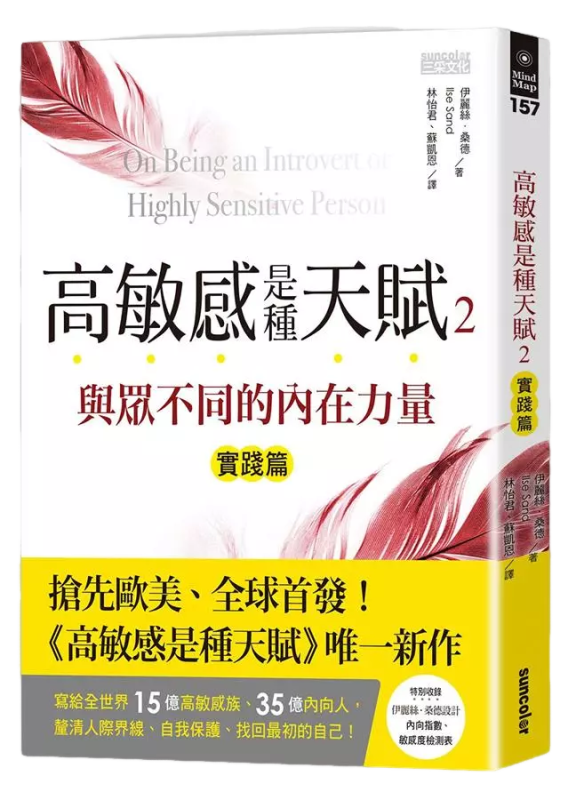 suncolor
三采文化
伊麗絲・桑德／著
Ilse Sand
林怡君、蘇凱恩／譯
On Being an Introvert or
Highly Sensitive Person
高敏感是種天賦2
與眾不同的內在力量
實踐篇
搶先歐美、全球首發！
《高敏感是種天賦》唯一新作
寫給全世界15億高敏感族、35億內向人，
釐清人際界線、自我保護、找回最初的自己！
特別收錄
伊麗絲・桑德設計
內向指數、
敏感度檢測表
Mind
Map
157
高敏感是種天賦2
實踐篇
伊麗絲・桑德／著
Ilse Sand
林怡君、蘇凱恩／譯
suncolor